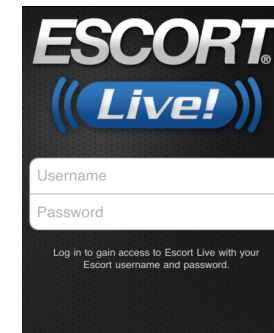 ESCORT®
Live!
Username
Password
Log in to gain access to Escort Live with your
Escort username and password.